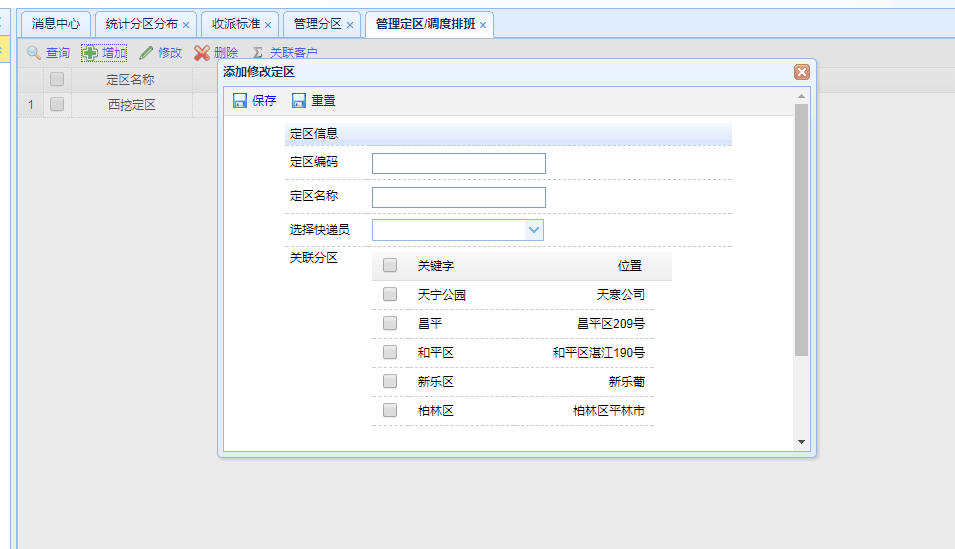 消息中心 统计分区分布 收派标准 管理分区 管理定区/调度排班
查询 增加 修改 删除 Σ 关联客户
定区名称
1 西挖定区
添加修改定区
保存 重置
定区信息
定区编码
定区名称
选择快递员
关联分区
关键字 位置
天宁公园 天寒公司
昌平 昌平区209号
和平区 和平区湛江190号
新乐区 新乐葡
柏林区 柏林区平林市